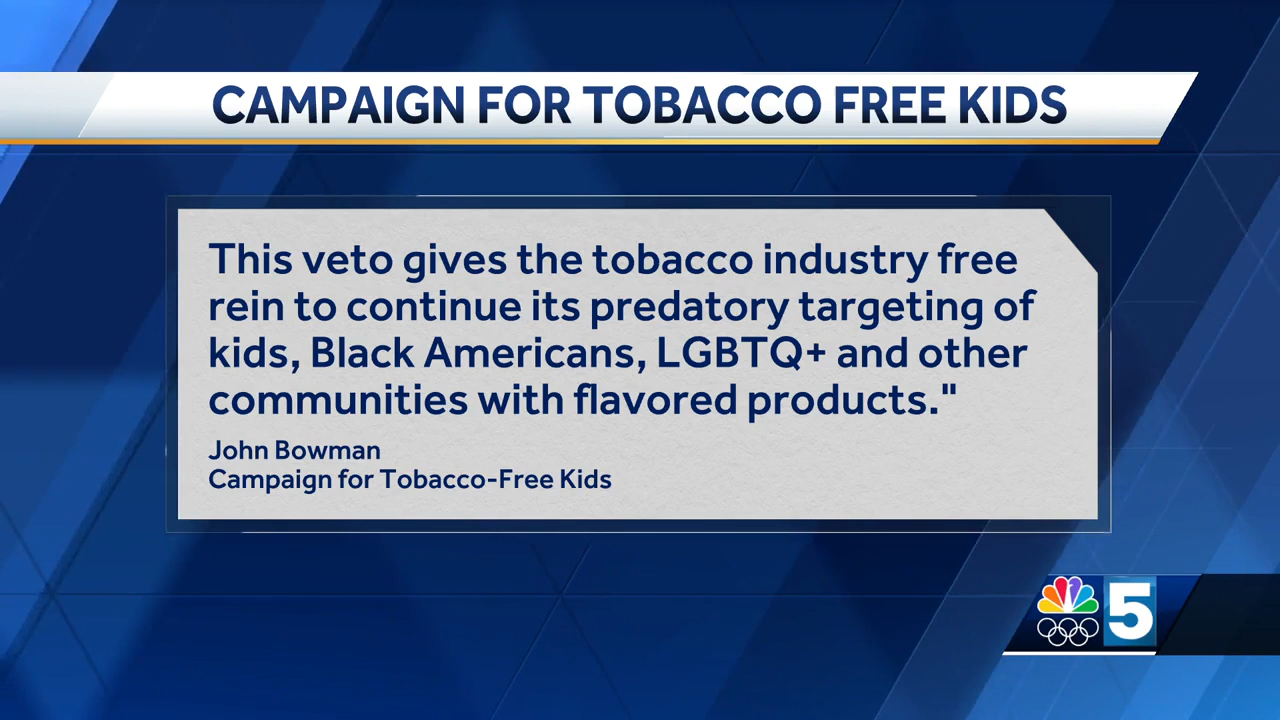 CAMPAIGN FOR TOBACCO FREE KIDS
This veto gives the tobacco industry free
rein to continue its predatory targeting of
kids, Black Americans, LGBTQ+ and other
communities with flavored products."
John Bowman
Campaign for Tobacco-Free Kids
5